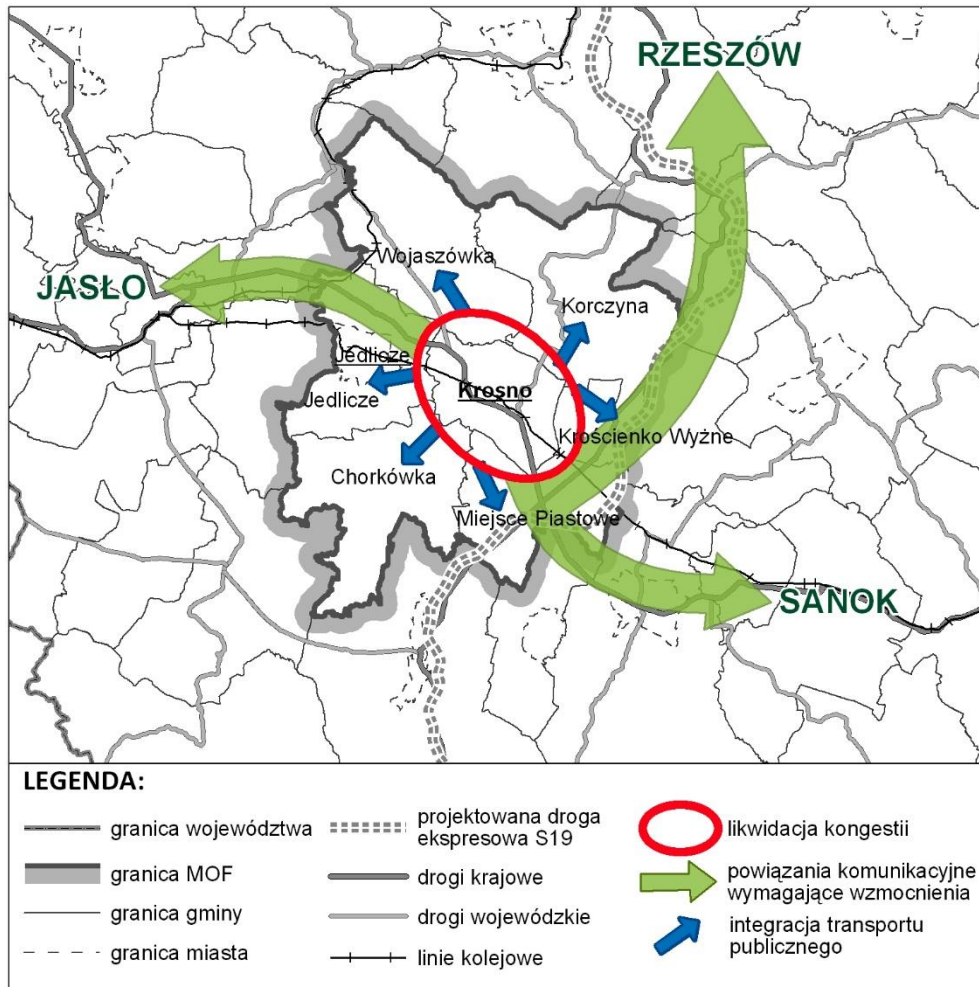 RZESZÓW
Wojaszówka
JASŁO
Korczyna
Jedlicze
Krosno
Jedlicze
Krościenko Wyżne
Chorkówka
Miejsce Piastowe
SANOK
LEGENDA:
granica województwa
granica MOF
granica gminy
granica miasta
projektowana droga
ekspresowa S19
drogi krajowe
drogi wojewódzkie
linie kolejowe
likwidacja kongestii
powiązania komunikacyjne
wymagające wzmocnienia
integracja transportu
publicznego